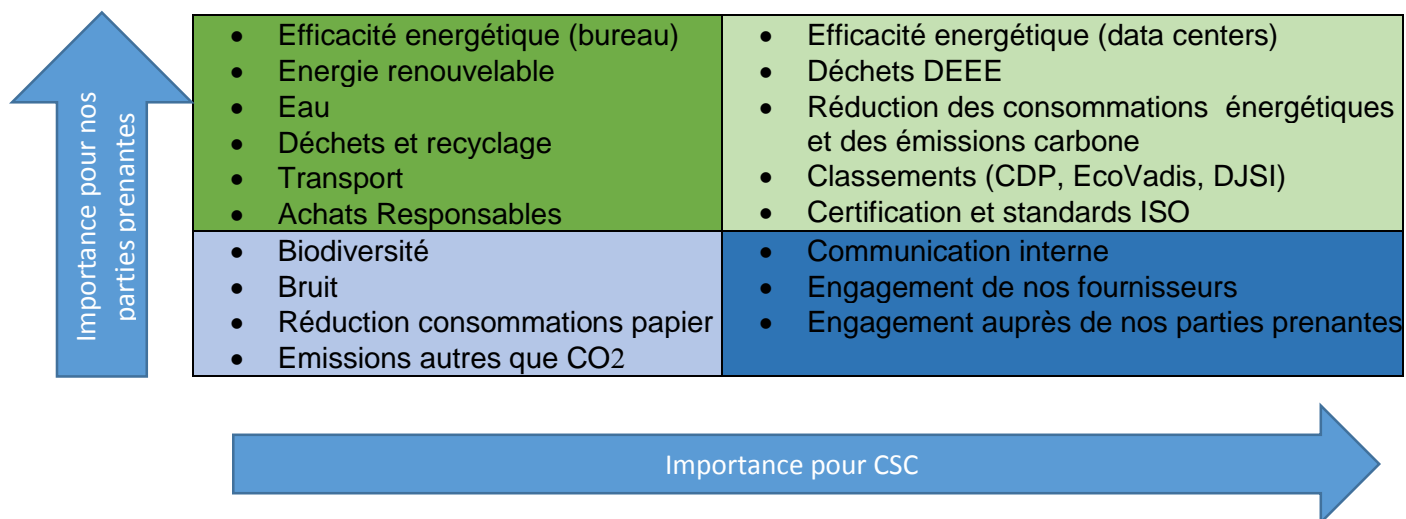 Importance pour nos
parties prenantes
• Efficacité energétique (bureau)
• Energie renouvelable
• Eau
• Déchets et recyclage
• Transport
• Achats Responsables
• Efficacité energétique (data centers)
• Déchets DEEE
• Réduction des consommations énergétiques
et des émissions carbone
• Classements (CDP, EcoVadis, DJSI)
• Certification et standards ISO
• Biodiversité
• Bruit
• Réduction consommations papier
• Emissions autres que CO2
• Communication interne
• Engagement de nos fournisseurs
• Engagement auprès de nos parties prenantes
Importance pour CSC